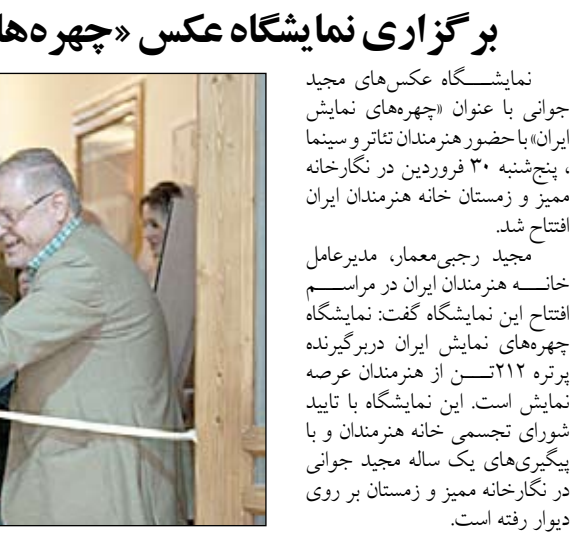 برگزاری نمایشگاه عکس «چهره‌ها
نمایشگاه عکس‌های مجید
جوانی با عنوان «چهره‌های نمایش
ایران» با حضور هنرمندان تئاتر و سینما
، پنج‌شنبه ۳۰ فروردین در نگارخانه
ممیز و زمستان خانه هنرمندان ایران
افتتاح شد.
مجید رجبی‌معمار، مدیرعامل
خانه هنرمندان ایران در مراسم
افتتاح این نمایشگاه گفت: نمایشگاه
چهره‌های نمایش ایران دربرگیرنده
پرتره ۲۱۲تن از هنرمندان عرصه
نمایش است. این نمایشگاه با تایید
شورای تجسمی خانه هنرمندان و با
پیگیری‌های یک ساله مجید جوانی
در نگارخانه ممیز و زمستان بر روی
دیوار رفته است.